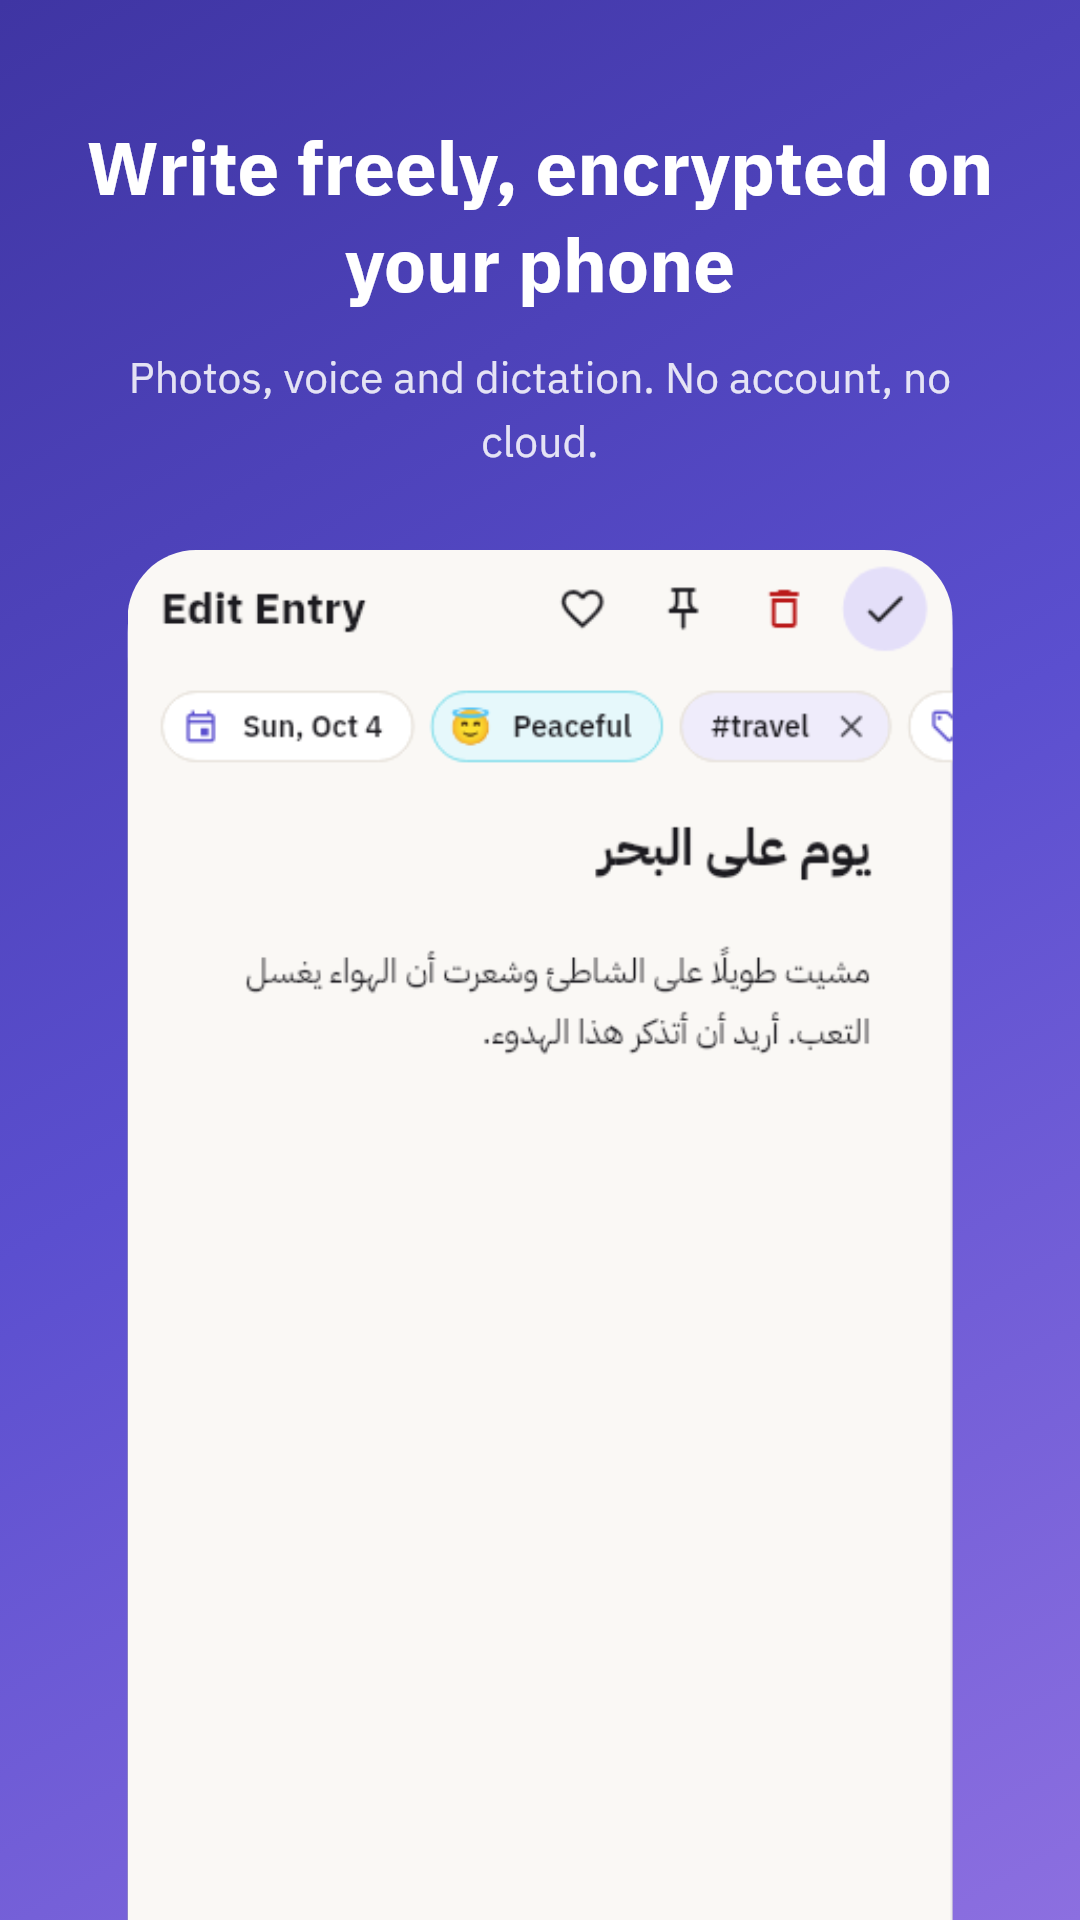 Write freely, encrypted on
your phone
Photos, voice and dictation. No account, no
cloud.
Edit Entry
Sun, Oct 4
Peaceful
#travel
يوم على البحر
مشيت طويلًا على الشاطئ وشعرت أن الهواء يغسل
التعب. أريد أن أتذكر هذا الهدوء.